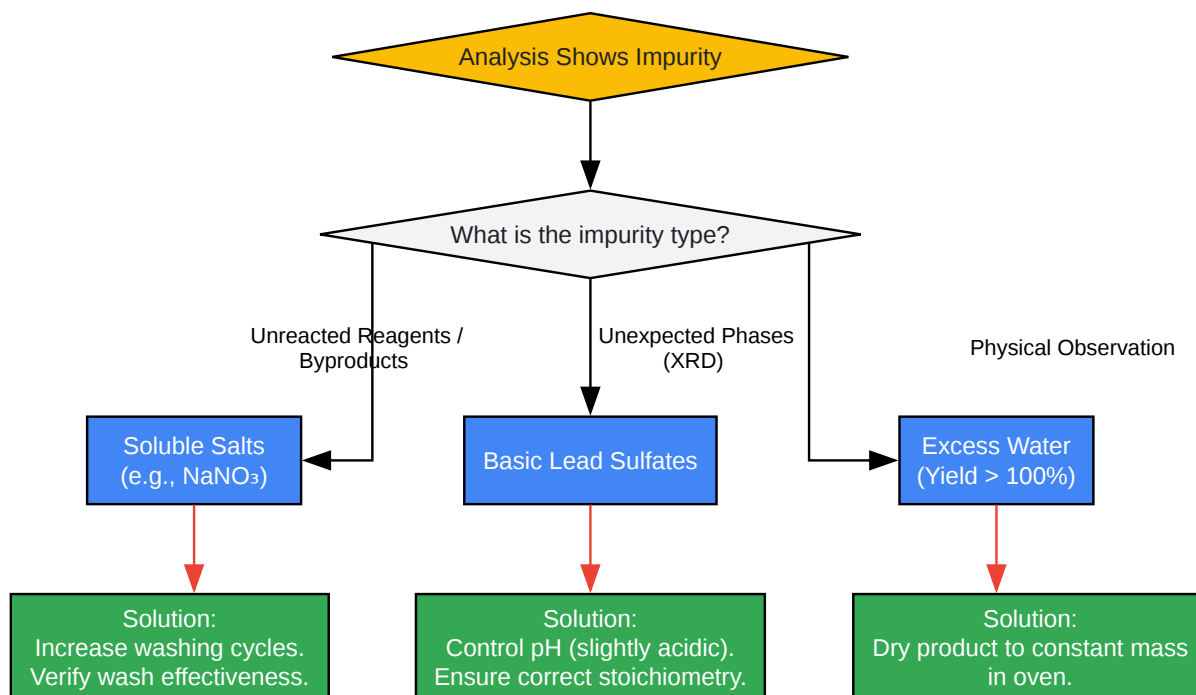 Analysis Shows Impurity
What is the impurity type?
Unreacted Reagents /
Byproducts
Unexpected Phases
(XRD)
Physical Observation
Soluble Salts
(e.g., NaNO₃)
Basic Lead Sulfates
Excess Water
(Yield > 100%)
Solution:
Increase washing cycles.
Verify wash effectiveness.
Solution:
Control pH (slightly acidic).
Ensure correct stoichiometry.
Solution:
Dry product to constant mass
in oven.